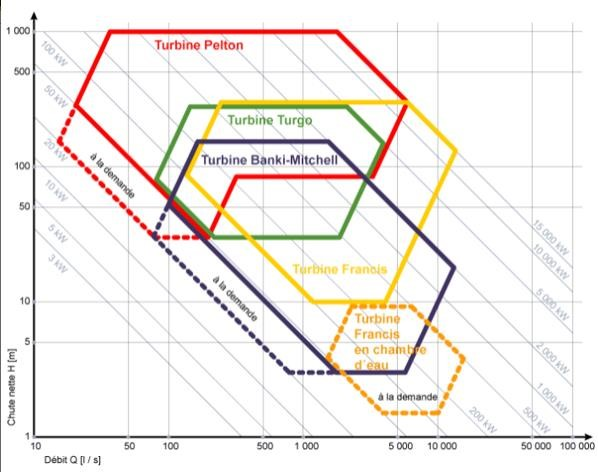 1 000
500
100
50
10
5
1
Chute nette H [m]
100 kW
50 kW
20 kW
10 kW
5 kW
3 kW
Turbine Pelton
Turbine Turgo
Turbine Banki-Mitchell
Turbine Francis
Turbine
Francis
en chambre
d'eau
à la demande
à la demande
à la demande
15 000 kW
10 000 kW
5 000 kW
2 000 kW
1 000 kW
500 kW
200 kW
10
50
100
500
1 000
5 000
10 000
50 000
100 000
Débit Q [l / s]